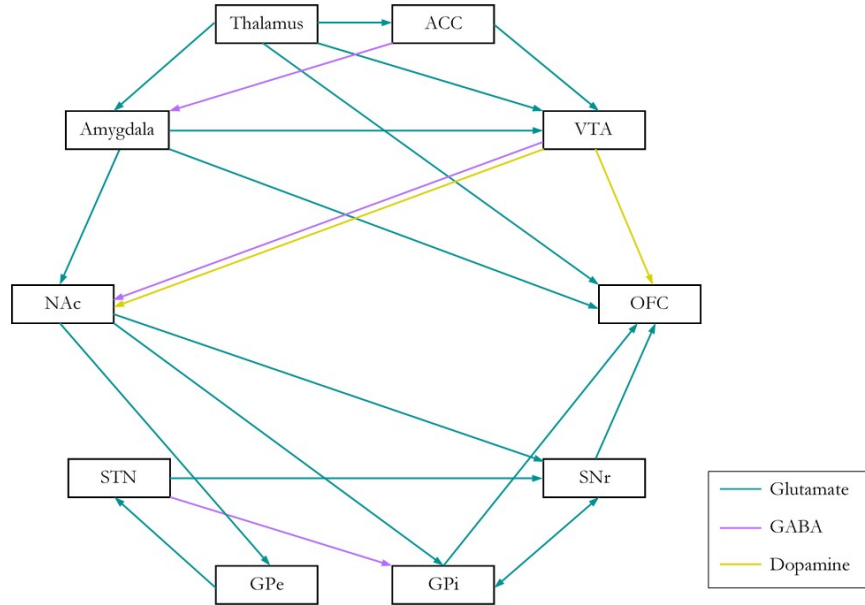 Thalamus
ACC
Amygdala
VTA
NAc
OFC
STN
SNr
GPe
GPi
Glutamate
GABA
Dopamine